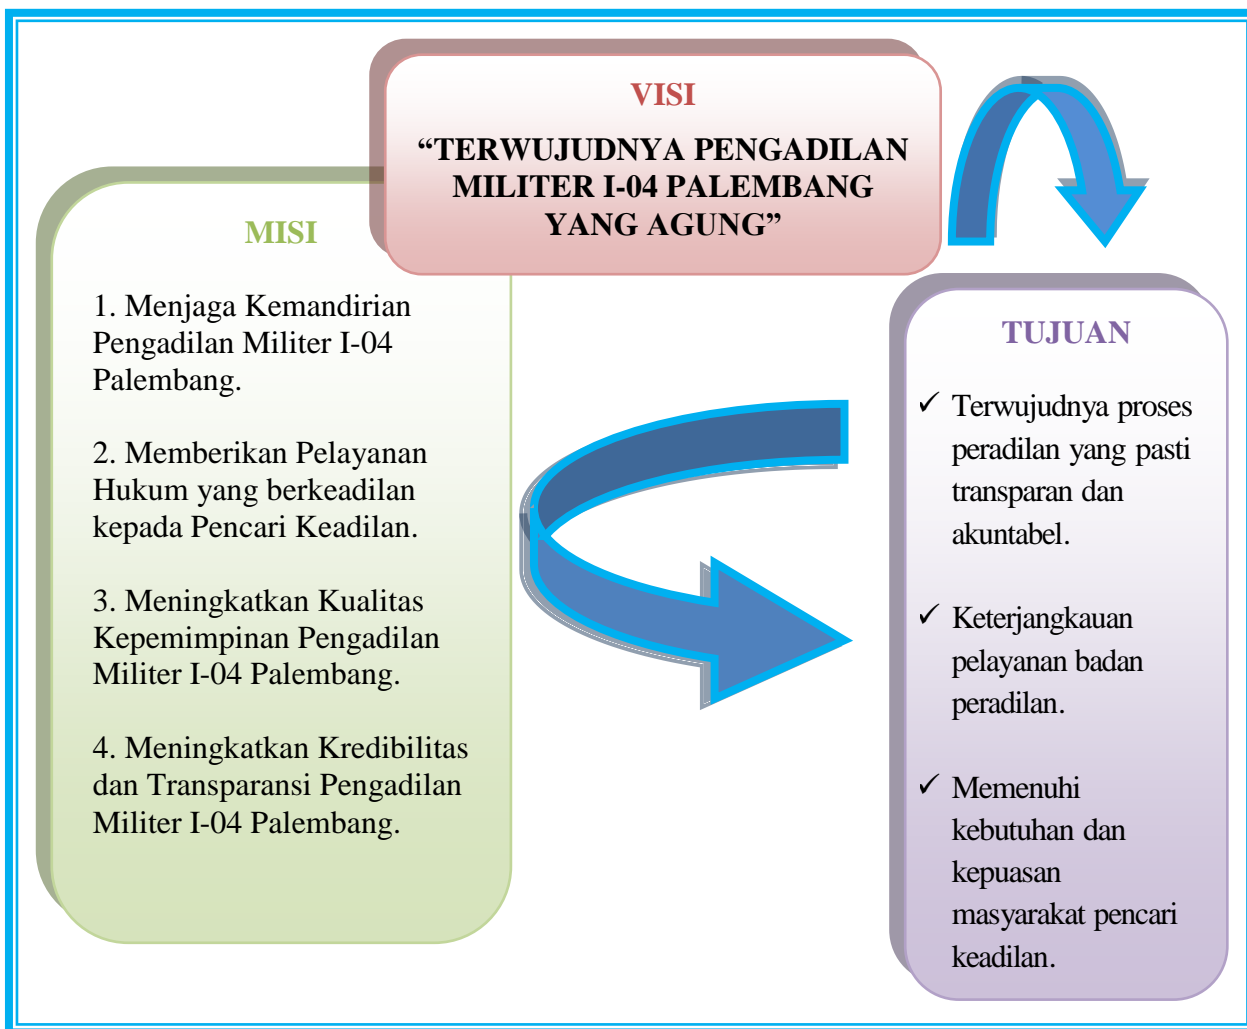 VISI
“TERWUJUDNYA PENGADILAN
MILITER I-04 PALEMBANG
YANG AGUNG”
MISI
1. Menjaga Kemandirian
Pengadilan Militer I-04
Palembang.
2. Memberikan Pelayanan
Hukum yang berkeadilan
kepada Pencari Keadilan.
3. Meningkatkan Kualitas
Kepemimpinan Pengadilan
Militer I-04 Palembang.
4. Meningkatkan Kredibilitas
dan Transparansi Pengadilan
Militer I-04 Palembang.
TUJUAN
✓ Terwujudnya proses
peradilan yang pasti
transparan dan
akuntabel.
✓ Keterjangkauan
pelayanan badan
peradilan.
✓ Memenuhi
kebutuhan dan
kepuasan
masyarakat pencari
keadilan.